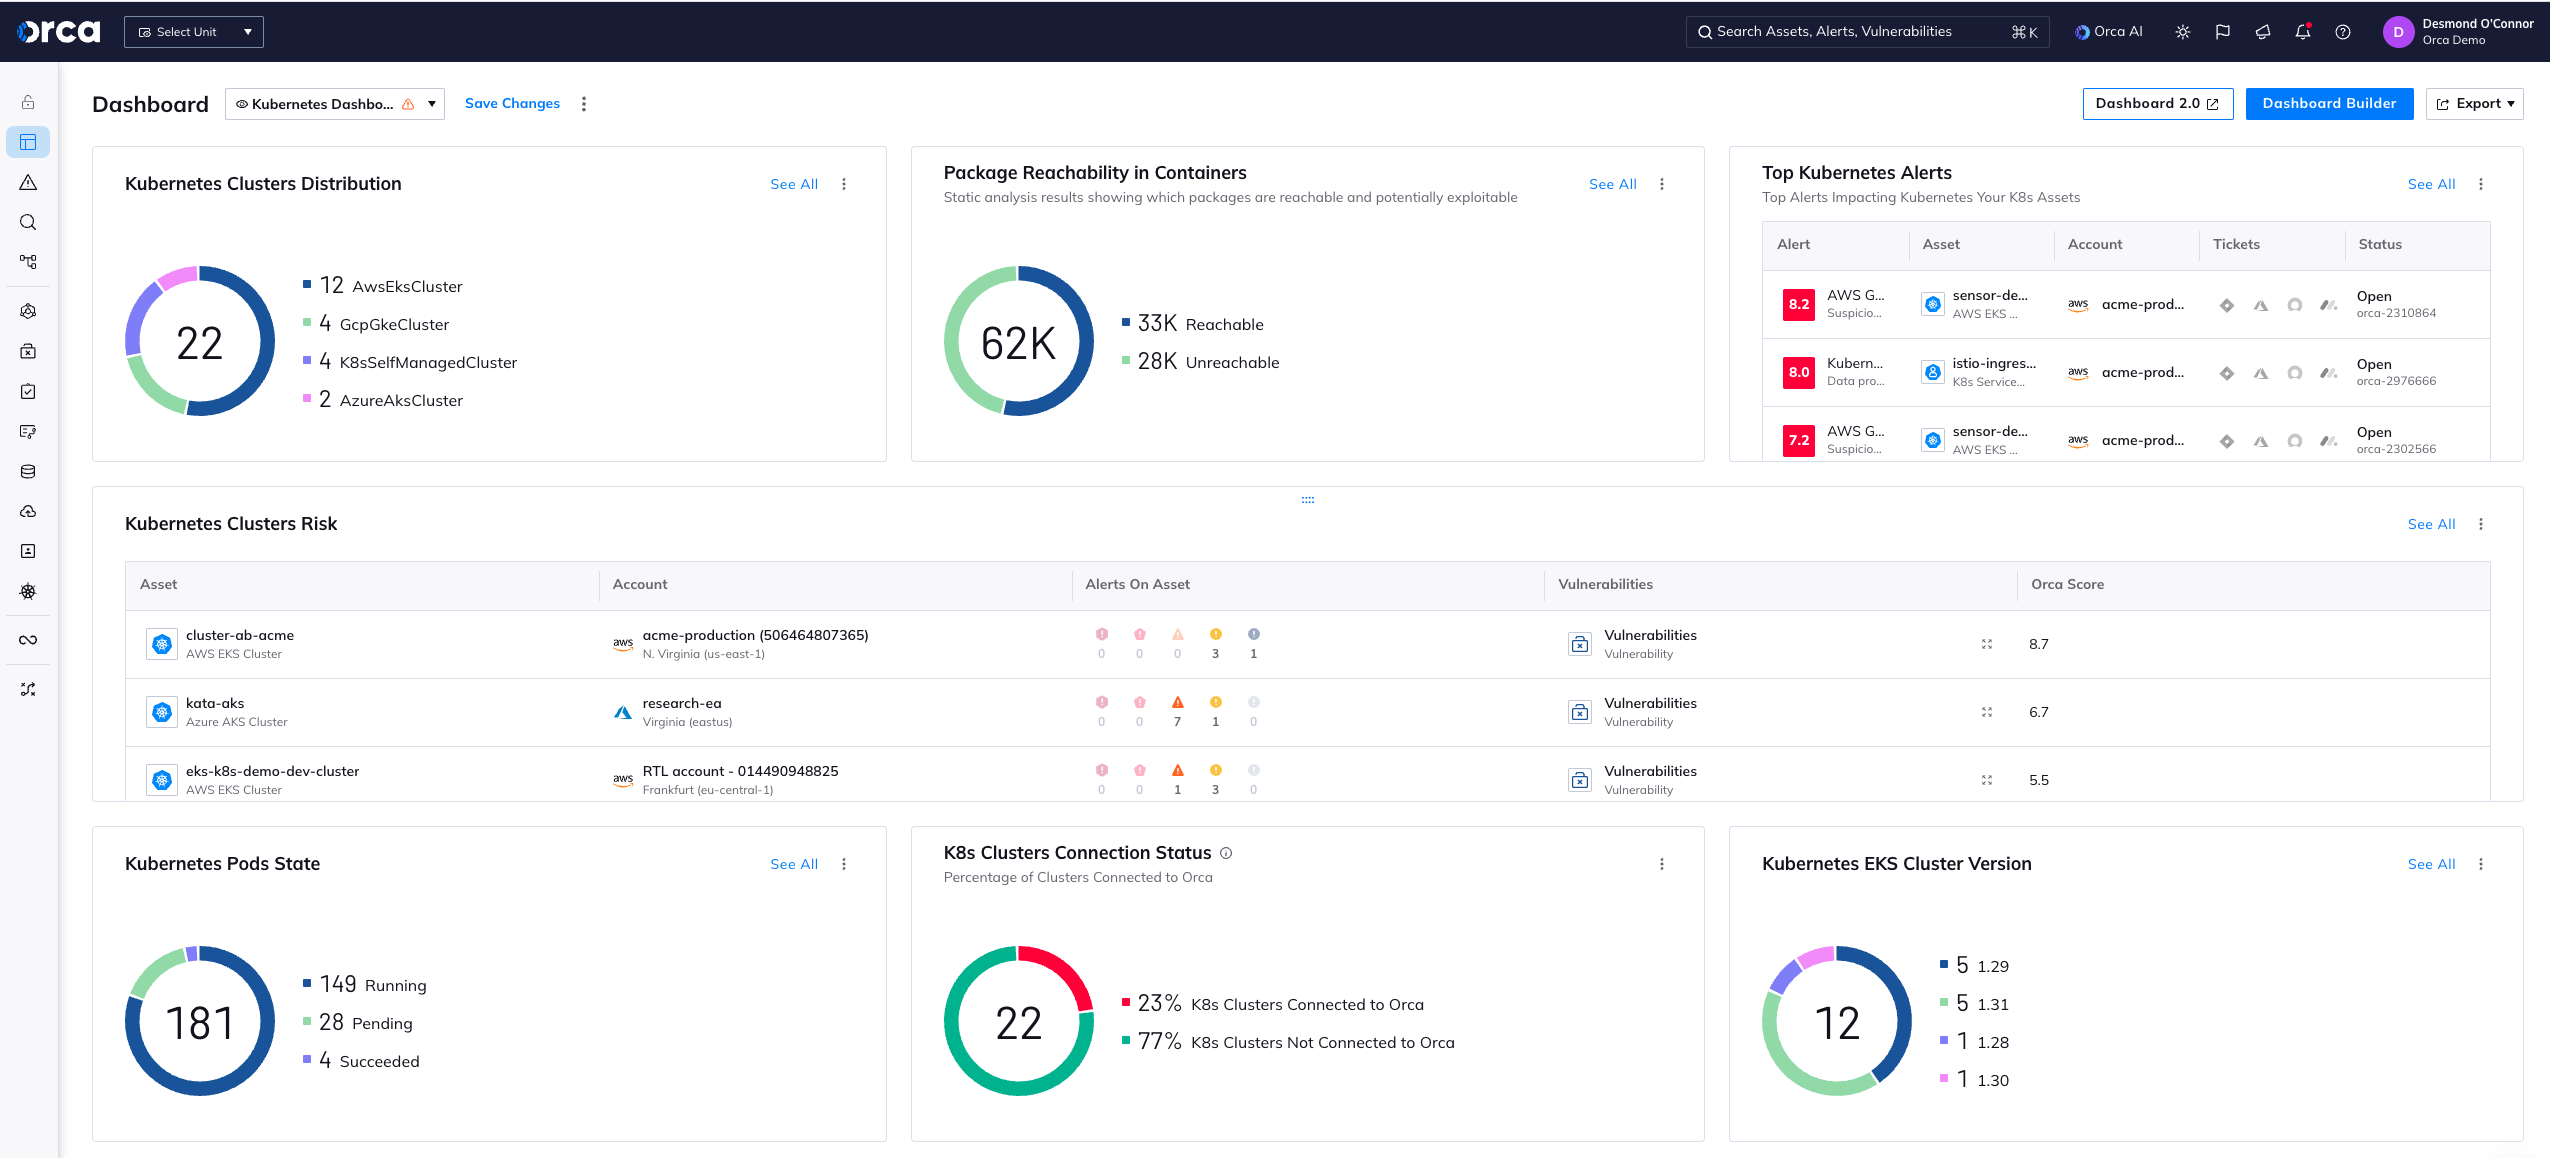 orca
Select Unit
Search Assets, Alerts, Vulnerabilities
⌘K
Orca AI
D
Desmond O'Connor
Orca Demo
Dashboard
Kubernetes Dashbo...
Save Changes
Dashboard 2.0
Dashboard Builder
Export
Kubernetes Clusters Distribution
See All
22
12 AwsEksCluster
4 GcpGkeCluster
4 K8sSelfManagedCluster
2 AzureAksCluster
Package Reachability in Containers
Static analysis results showing which packages are reachable and potentially exploitable
See All
62K
33K Reachable
28K Unreachable
Top Kubernetes Alerts
Top Alerts Impacting Kubernetes Your K8s Assets
See All
Alert Asset Account Tickets Status
8.2 AWS G... sensor-de... aws acme-prod... Open
Suspicio... AWS EKS ... orca-2310864
8.0 Kubern... istio-ingres... aws acme-prod... Open
Data pro... K8s Service... orca-2976666
7.2 AWS G... sensor-de... aws acme-prod... Open
Suspicio... AWS EKS ... orca-2302566
Kubernetes Clusters Risk
See All
Asset Account Alerts On Asset Vulnerabilities Orca Score
cluster-ab-acme aws acme-production (506464807365) Vulnerabilities 8.7
AWS EKS Cluster N. Virginia (us-east-1) 0 0 0 3 1 Vulnerability
kata-aks research-ea Vulnerabilities 6.7
Azure AKS Cluster Virginia (eastus) 0 0 7 1 0 Vulnerability
eks-k8s-demo-dev-cluster aws RTL account - 014490948825 Vulnerabilities 5.5
AWS EKS Cluster Frankfurt (eu-central-1) 0 0 1 3 0 Vulnerability
Kubernetes Pods State
See All
181
149 Running
28 Pending
4 Succeeded
K8s Clusters Connection Status
Percentage of Clusters Connected to Orca
22
23% K8s Clusters Connected to Orca
77% K8s Clusters Not Connected to Orca
Kubernetes EKS Cluster Version
See All
12
5 1.29
5 1.31
1 1.28
1 1.30